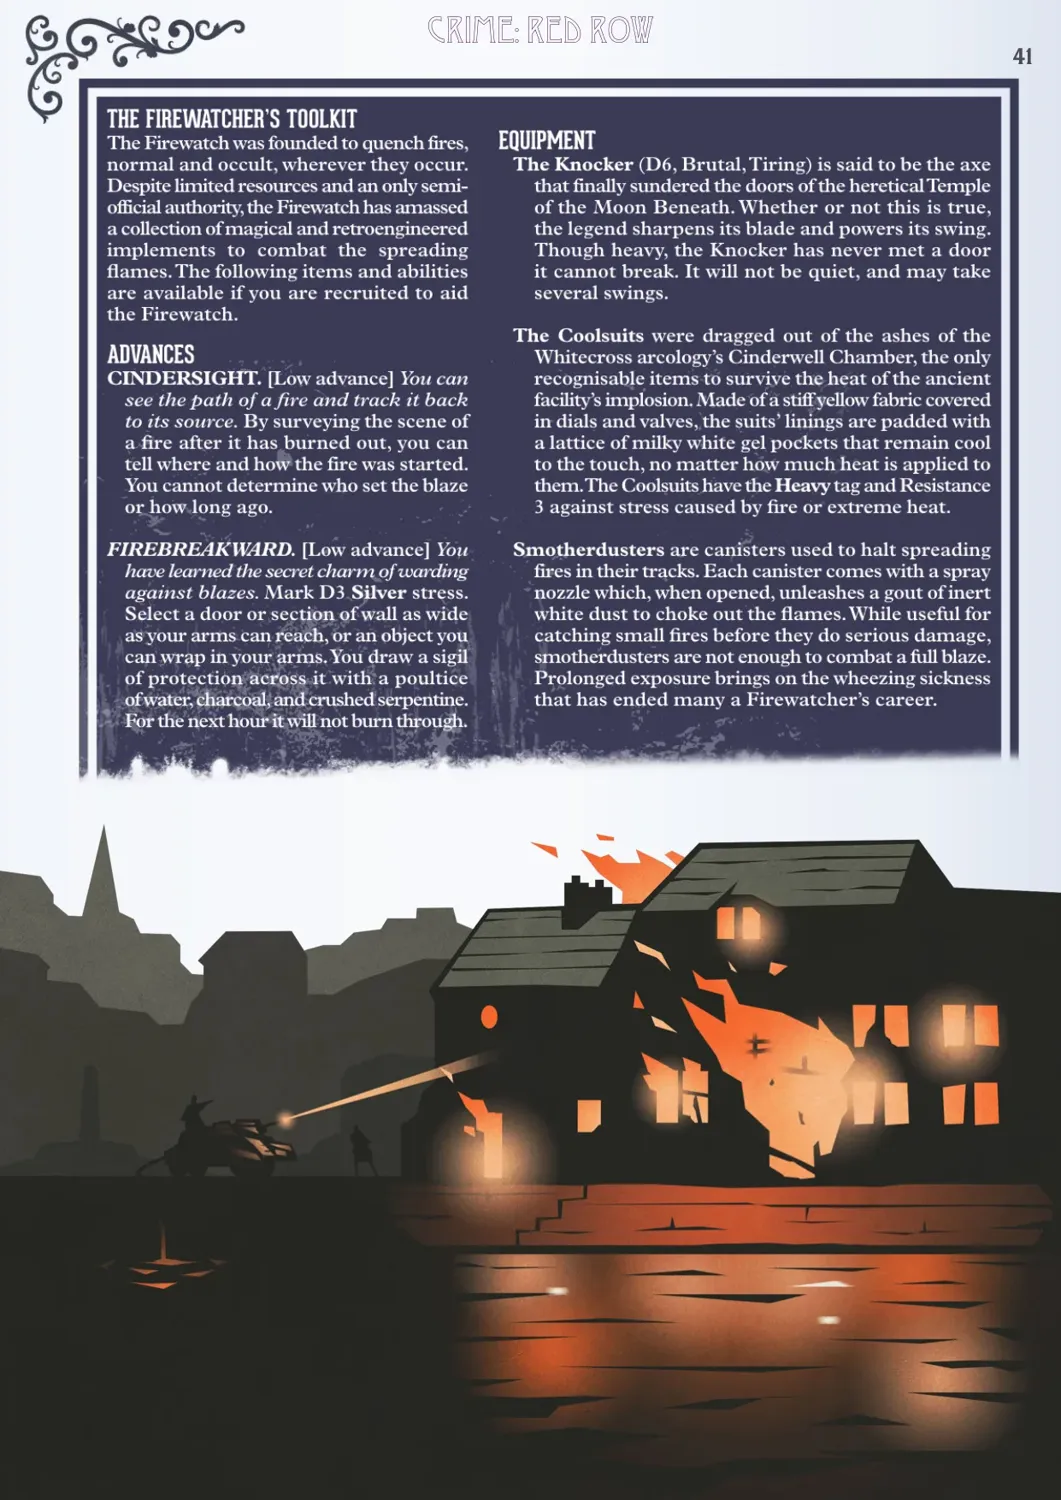 CRIME: RED ROW
41
THE FIREWATCHER'S TOOLKIT
The Firewatch was founded to quench fires,
normal and occult, wherever they occur.
Despite limited resources and an only semi-
official authority, the Firewatch has amassed
a collection of magical and retroengineered
implements to combat the spreading
flames. The following items and abilities
are available if you are recruited to aid
the Firewatch.
ADVANCES
CINDERSIGHT. [Low advance] You can
see the path of a fire and track it back
to its source. By surveying the scene of
a fire after it has burned out, you can
tell where and how the fire was started.
You cannot determine who set the blaze
or how long ago.
FIREBREAKWARD. [Low advance] You
have learned the secret charm of warding
against blazes. Mark D3 Silver stress.
Select a door or section of wall as wide
as your arms can reach, or an object you
can wrap in your arms. You draw a sigil
of protection across it with a poultice
of water, charcoal, and crushed serpentine.
For the next hour it will not burn through.
EQUIPMENT
The Knocker (D6, Brutal, Tiring) is said to be the axe
that finally sundered the doors of the heretical Temple
of the Moon Beneath. Whether or not this is true,
the legend sharpens its blade and powers its swing.
Though heavy, the Knocker has never met a door
it cannot break. It will not be quiet, and may take
several swings.
The Coolsuits were dragged out of the ashes of the
Whitecross arcology's Cinderwell Chamber, the only
recognisable items to survive the heat of the ancient
facility's implosion. Made of a stiff yellow fabric covered
in dials and valves, the suits' linings are padded with
a lattice of milky white gel pockets that remain cool
to the touch, no matter how much heat is applied to
them. The Coolsuits have the Heavy tag and Resistance
3 against stress caused by fire or extreme heat.
Smotherdusters are canisters used to halt spreading
fires in their tracks. Each canister comes with a spray
nozzle which, when opened, unleashes a gout of inert
white dust to choke out the flames. While useful for
catching small fires before they do serious damage,
smotherdusters are not enough to combat a full blaze.
Prolonged exposure brings on the wheezing sickness
that has ended many a Firewatcher's career.